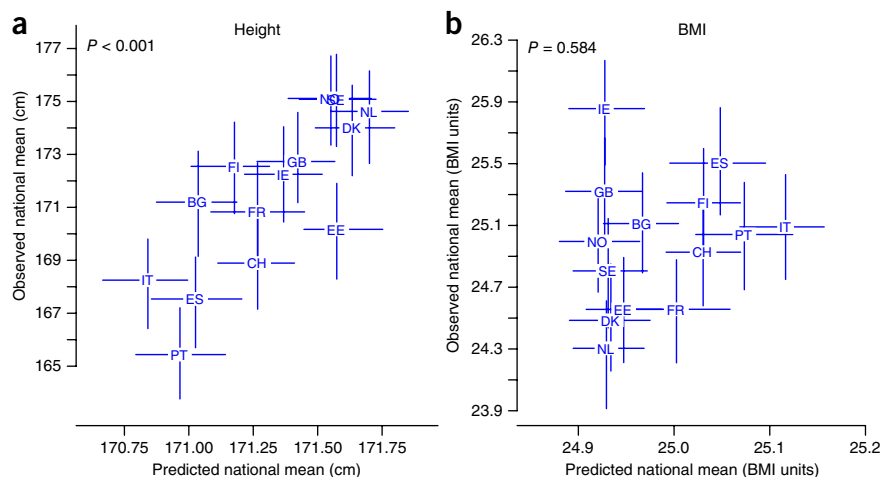 a
Height
P < 0.001
Observed national mean (cm)
177
175
173
171
169
167
165
NO
SE
NL
DK
GB
FI
IE
BG
FR
EE
CH
IT
ES
PT
170.75
171.00
171.25
171.50
171.75
Predicted national mean (cm)
b
BMI
P = 0.584
Observed national mean (BMI units)
26.3
25.9
25.5
25.1
24.7
24.3
23.9
IE
ES
GB
FI
BG
IT
PT
NO
CH
SE
EE
FR
DK
NL
24.9
25.0
25.1
25.2
Predicted national mean (BMI units)